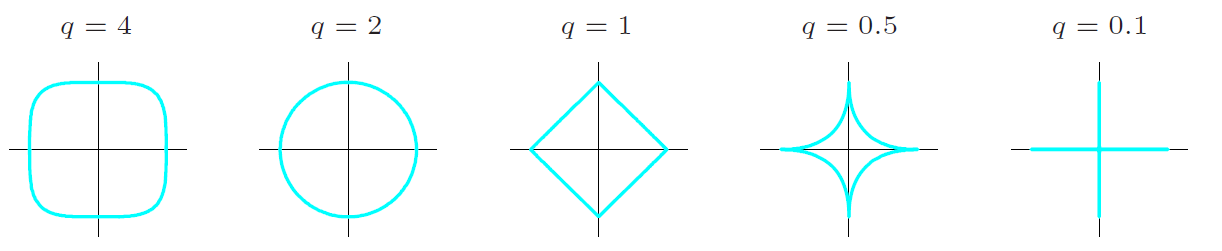 q = 4 q = 2 q = 1 q = 0.5 q = 0.1